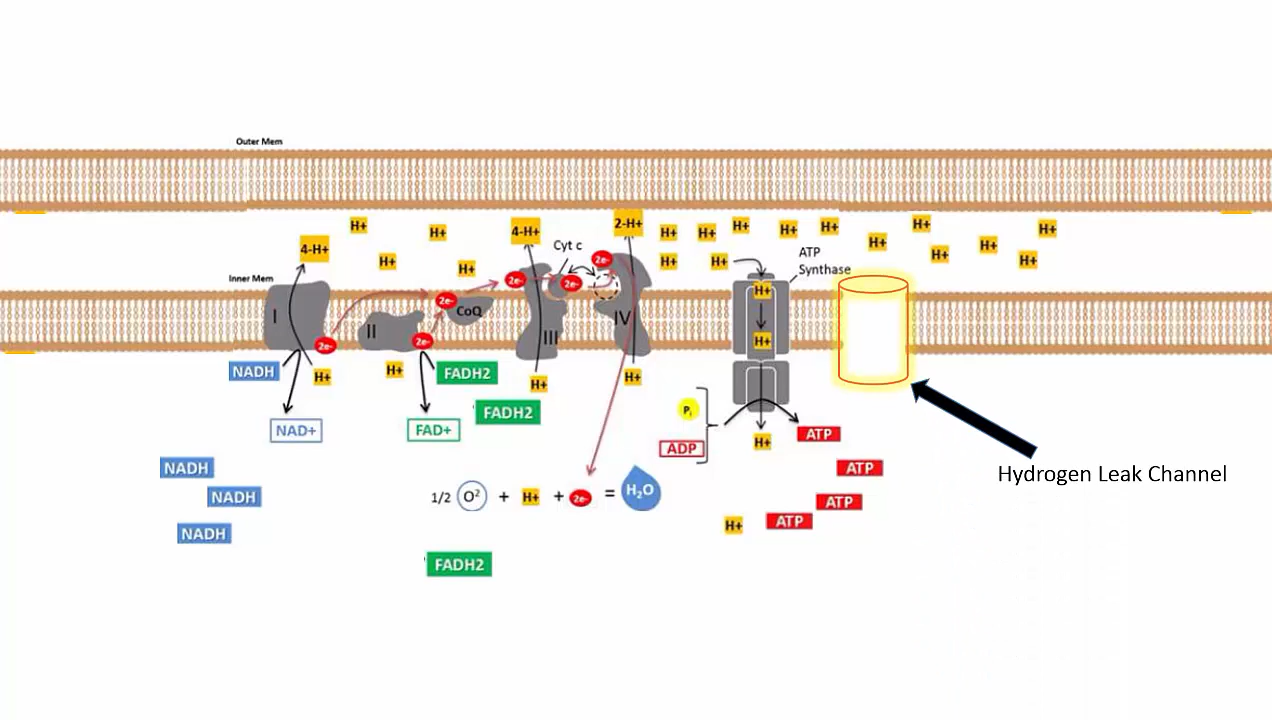 Outer Mem
H+ H+ 4-H+ 2-H+ H+ H+ H+ H+ H+ H+ H+ H+
4-H+ H+ H+ Cyt c 2e- H+ H+ ATP H+ H+ H+
Synthase
Inner Mem 2e- 2e- H+
2e- CoQ
I II III IV
2e- 2e- H+
NADH H+ H+ FADH2 H+ H+
NAD+ FAD+ FADH2 Pi ATP
ADP H+
NADH ATP Hydrogen Leak Channel
NADH 1/2 O2 + H+ + 2e- = H2O ATP
NADH H+ ATP
FADH2